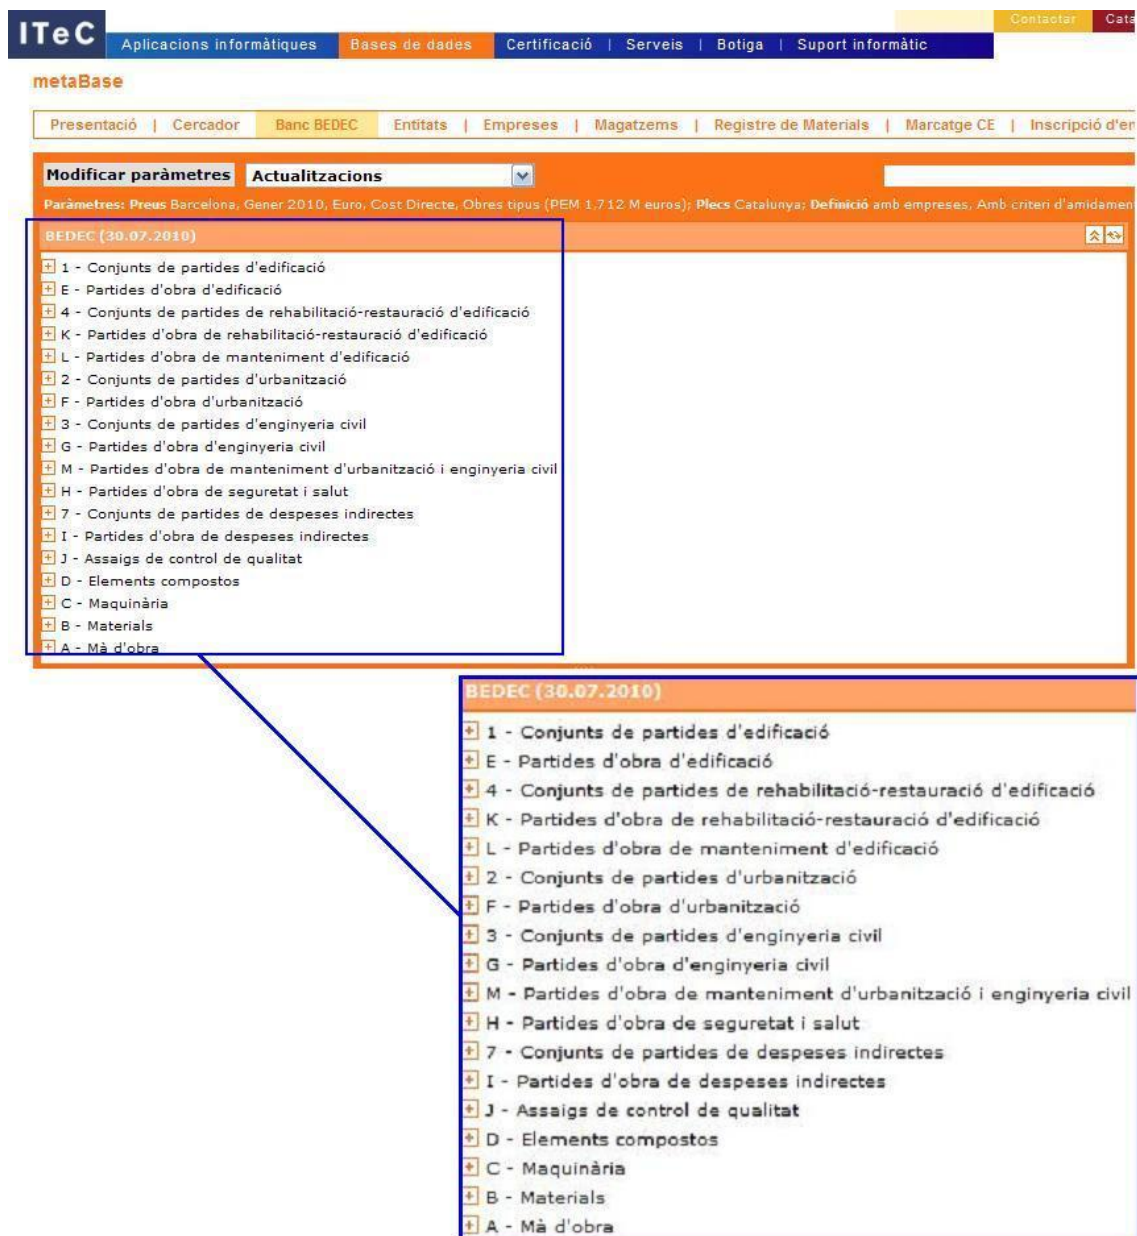 Contactar Cata
ITeC Aplicacions informàtiques Bases de dades Certificació | Serveis | Botiga | Suport informàtic
metaBase
Presentació | Cercador Banc BEDEC Entitats | Empreses | Magatzems | Registre de Materials | Marcatge CE | Inscripció d'em
Modificar paràmetres Actualitzacions
Paràmetres: Preus Barcelona, Gener 2010, Euro, Cost Directe, Obres tipus (PEM 1,712 M euros); Plecs Catalunya; Definició amb empreses, Amb criteri d'amidament
BEDEC (30.07.2010)
1 - Conjunts de partides d'edificació
E - Partides d'obra d'edificació
4 - Conjunts de partides de rehabilitació-restauració d'edificació
K - Partides d'obra de rehabilitació-restauració d'edificació
L - Partides d'obra de manteniment d'edificació
2 - Conjunts de partides d'urbanització
F - Partides d'obra d'urbanització
3 - Conjunts de partides d'enginyeria civil
G - Partides d'obra d'enginyeria civil
M - Partides d'obra de manteniment d'urbanització i enginyeria civil
H - Partides d'obra de seguretat i salut
7 - Conjunts de partides de despeses indirectes
I - Partides d'obra de despeses indirectes
J - Assaigs de control de qualitat
D - Elements compostos
C - Maquinària
B - Materials
A - Mà d'obra
BEDEC (30.07.2010)
1 - Conjunts de partides d'edificació
E - Partides d'obra d'edificació
4 - Conjunts de partides de rehabilitació-restauració d'edificació
K - Partides d'obra de rehabilitació-restauració d'edificació
L - Partides d'obra de manteniment d'edificació
2 - Conjunts de partides d'urbanització
F - Partides d'obra d'urbanització
3 - Conjunts de partides d'enginyeria civil
G - Partides d'obra d'enginyeria civil
M - Partides d'obra de manteniment d'urbanització i enginyeria civil
H - Partides d'obra de seguretat i salut
7 - Conjunts de partides de despeses indirectes
I - Partides d'obra de despeses indirectes
J - Assaigs de control de qualitat
D - Elements compostos
C - Maquinària
B - Materials
A - Mà d'obra